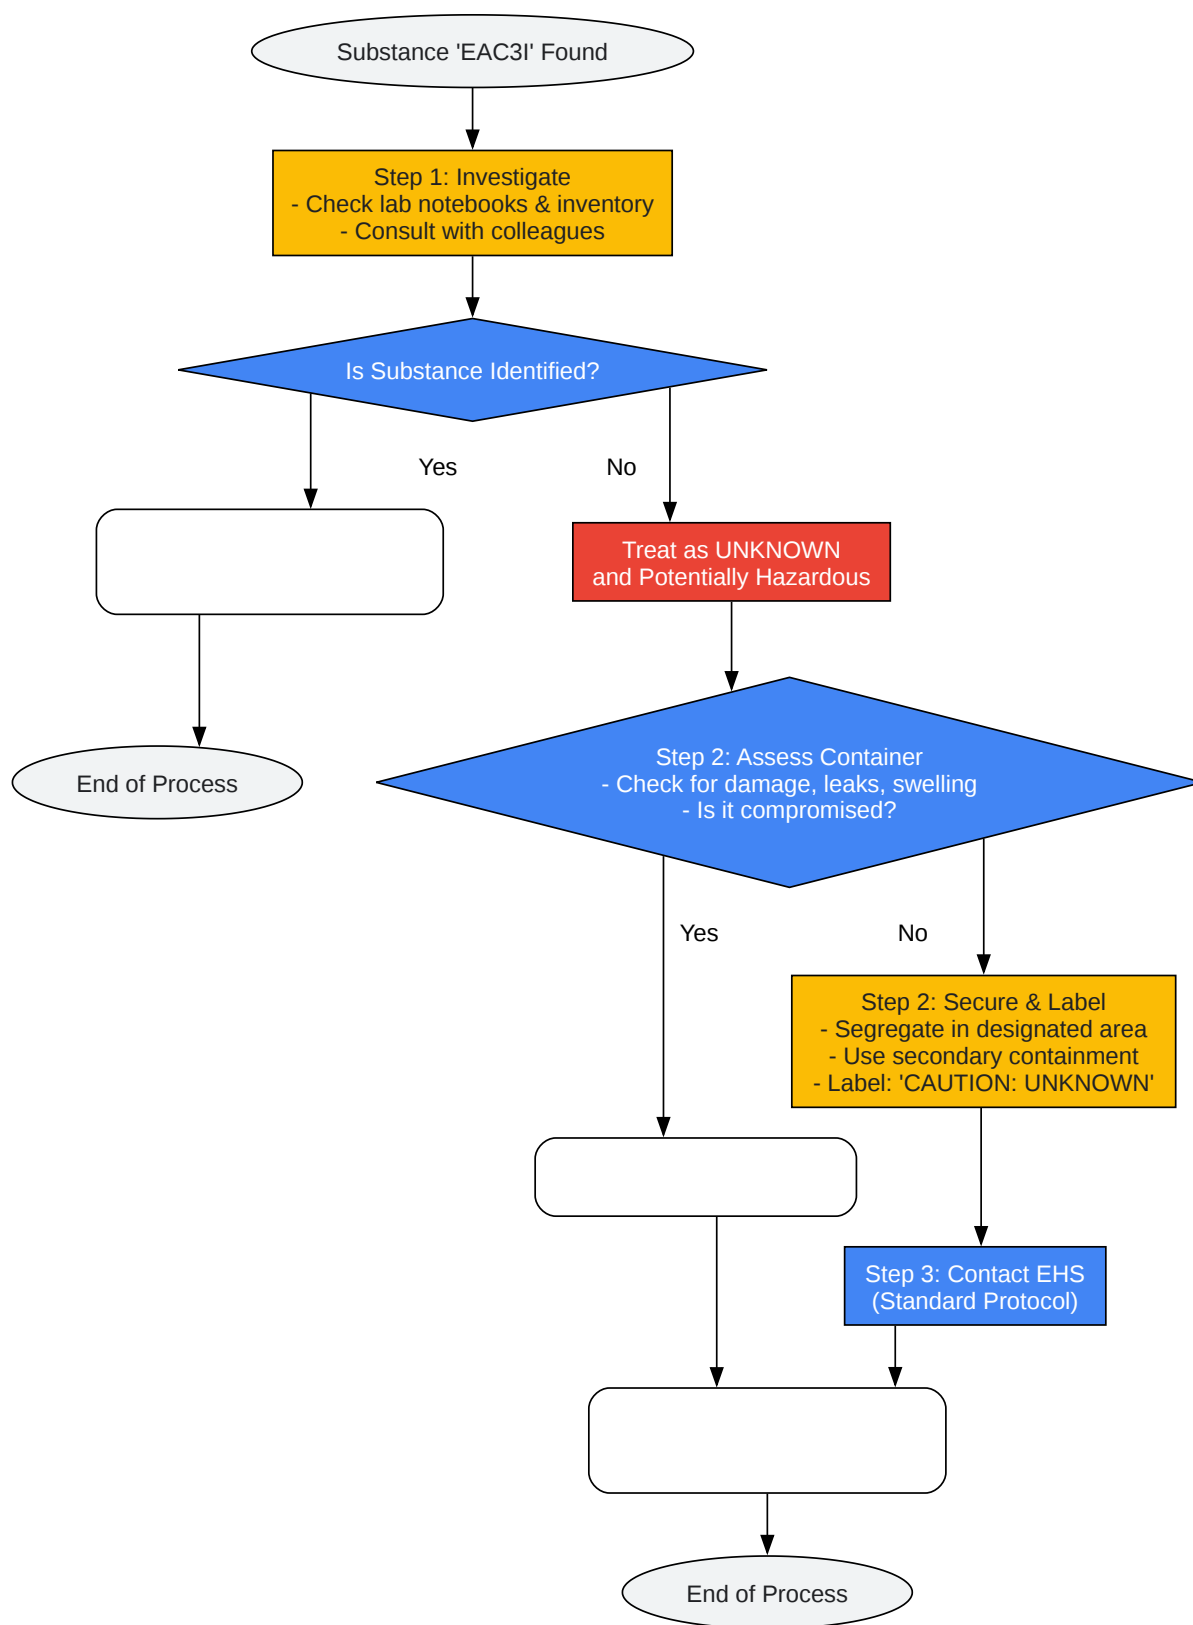 Substance 'EAC3I' Found
Step 1: Investigate
- Check lab notebooks & inventory
- Consult with colleagues
Is Substance Identified?
Yes
No
Treat as UNKNOWN
and Potentially Hazardous
End of Process
Step 2: Assess Container
- Check for damage, leaks, swelling
- Is it compromised?
Yes
No
Step 2: Secure & Label
- Segregate in designated area
- Use secondary containment
- Label: 'CAUTION: UNKNOWN'
Step 3: Contact EHS
(Standard Protocol)
End of Process